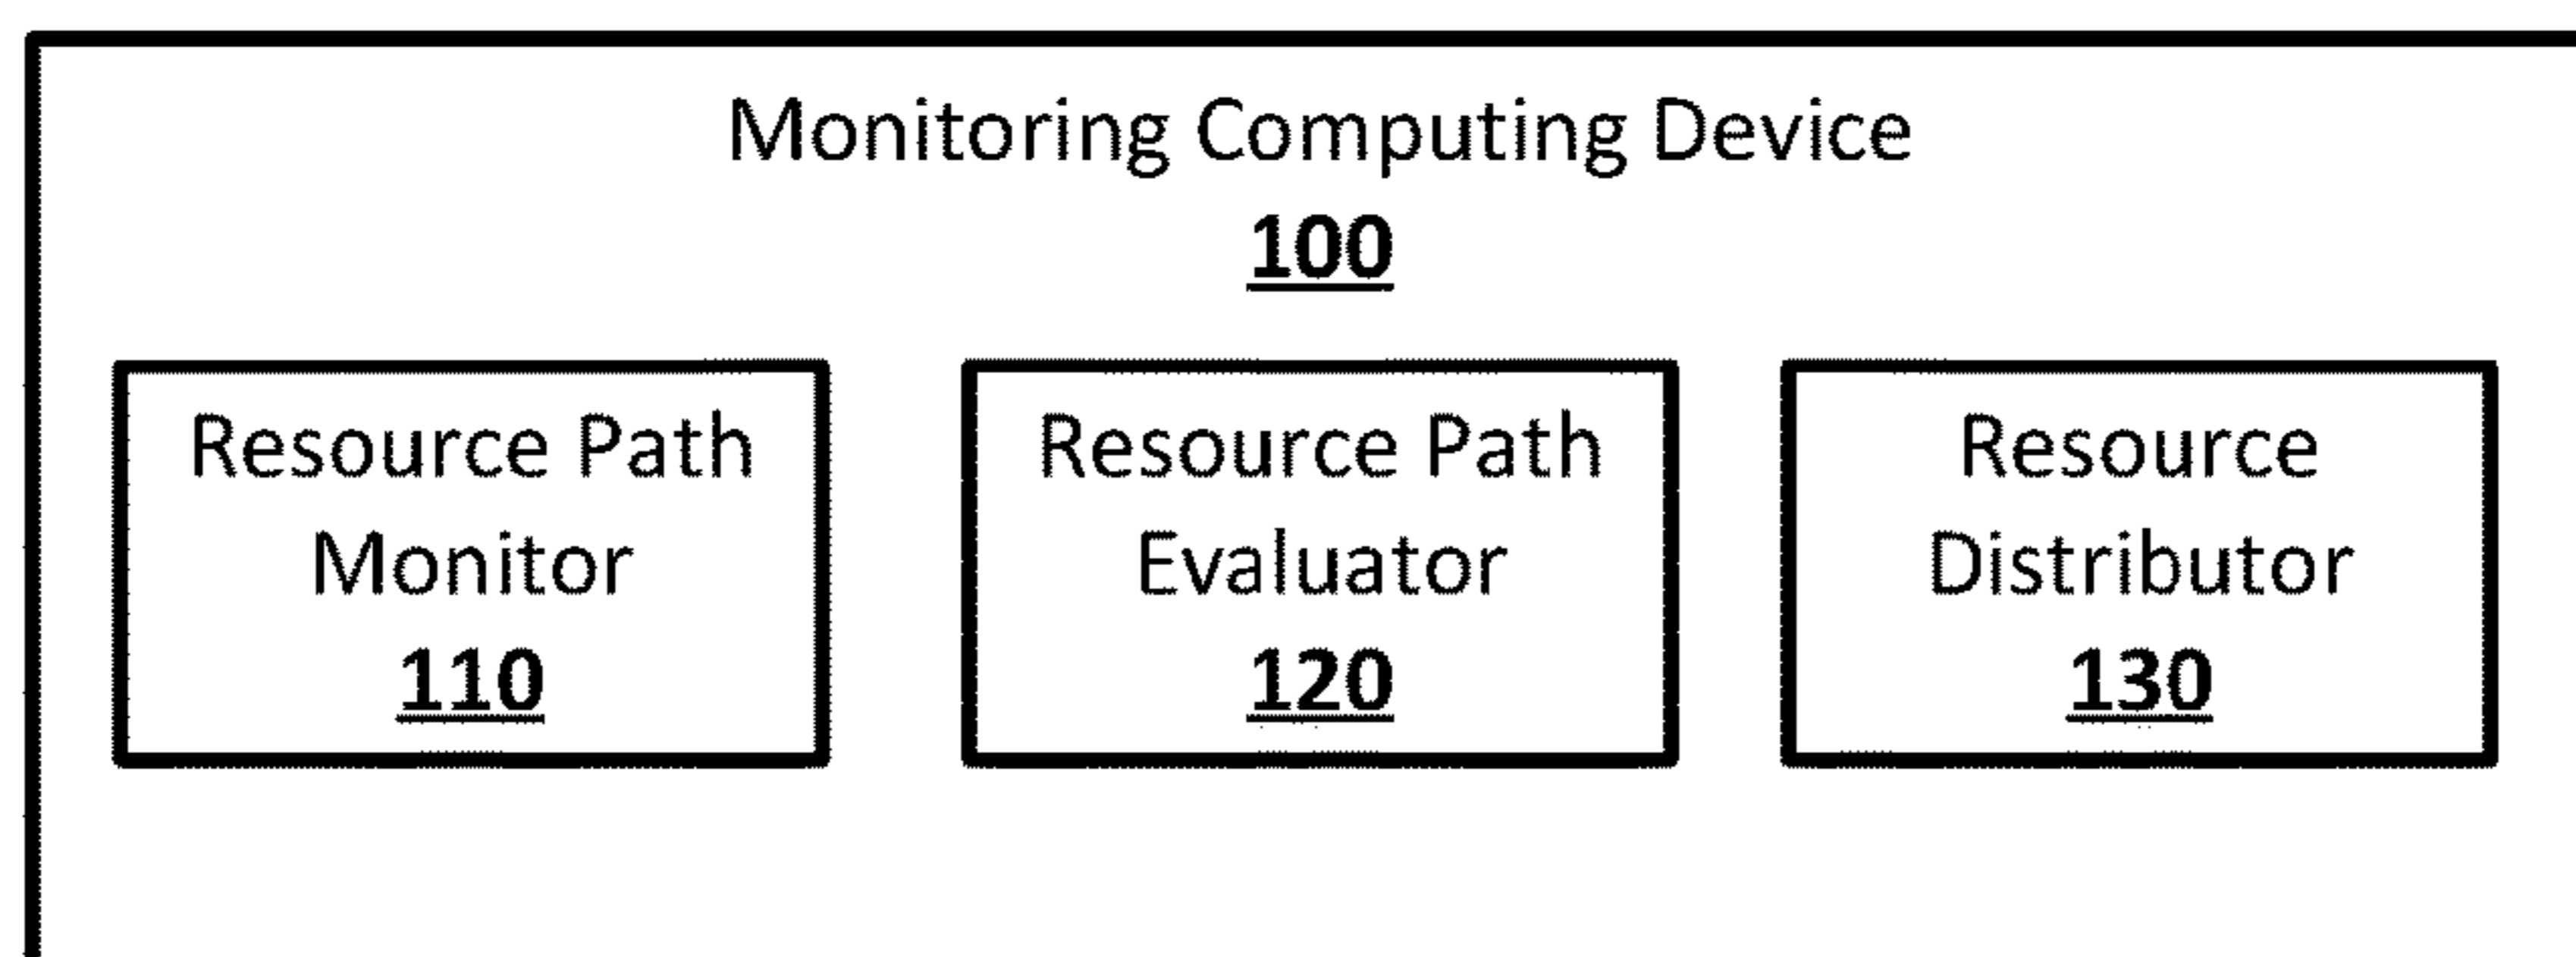 Monitoring Computing Device
100
Resource Path
Monitor
110
Resource Path
Evaluator
120
Resource
Distributor
130